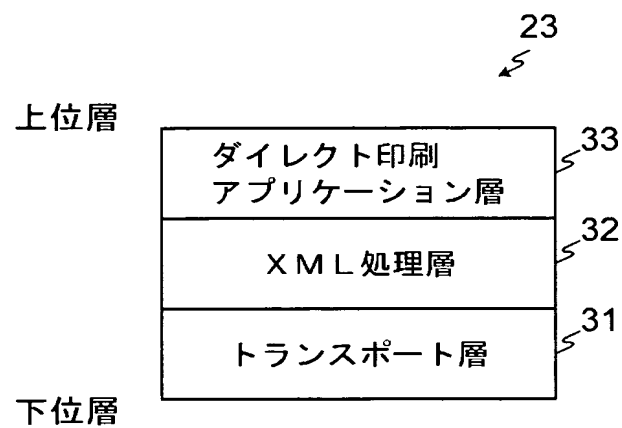 23
上位層
ダイレクト印刷
アプリケーション層
33
XML処理層
32
トランスポート層
31
下位層